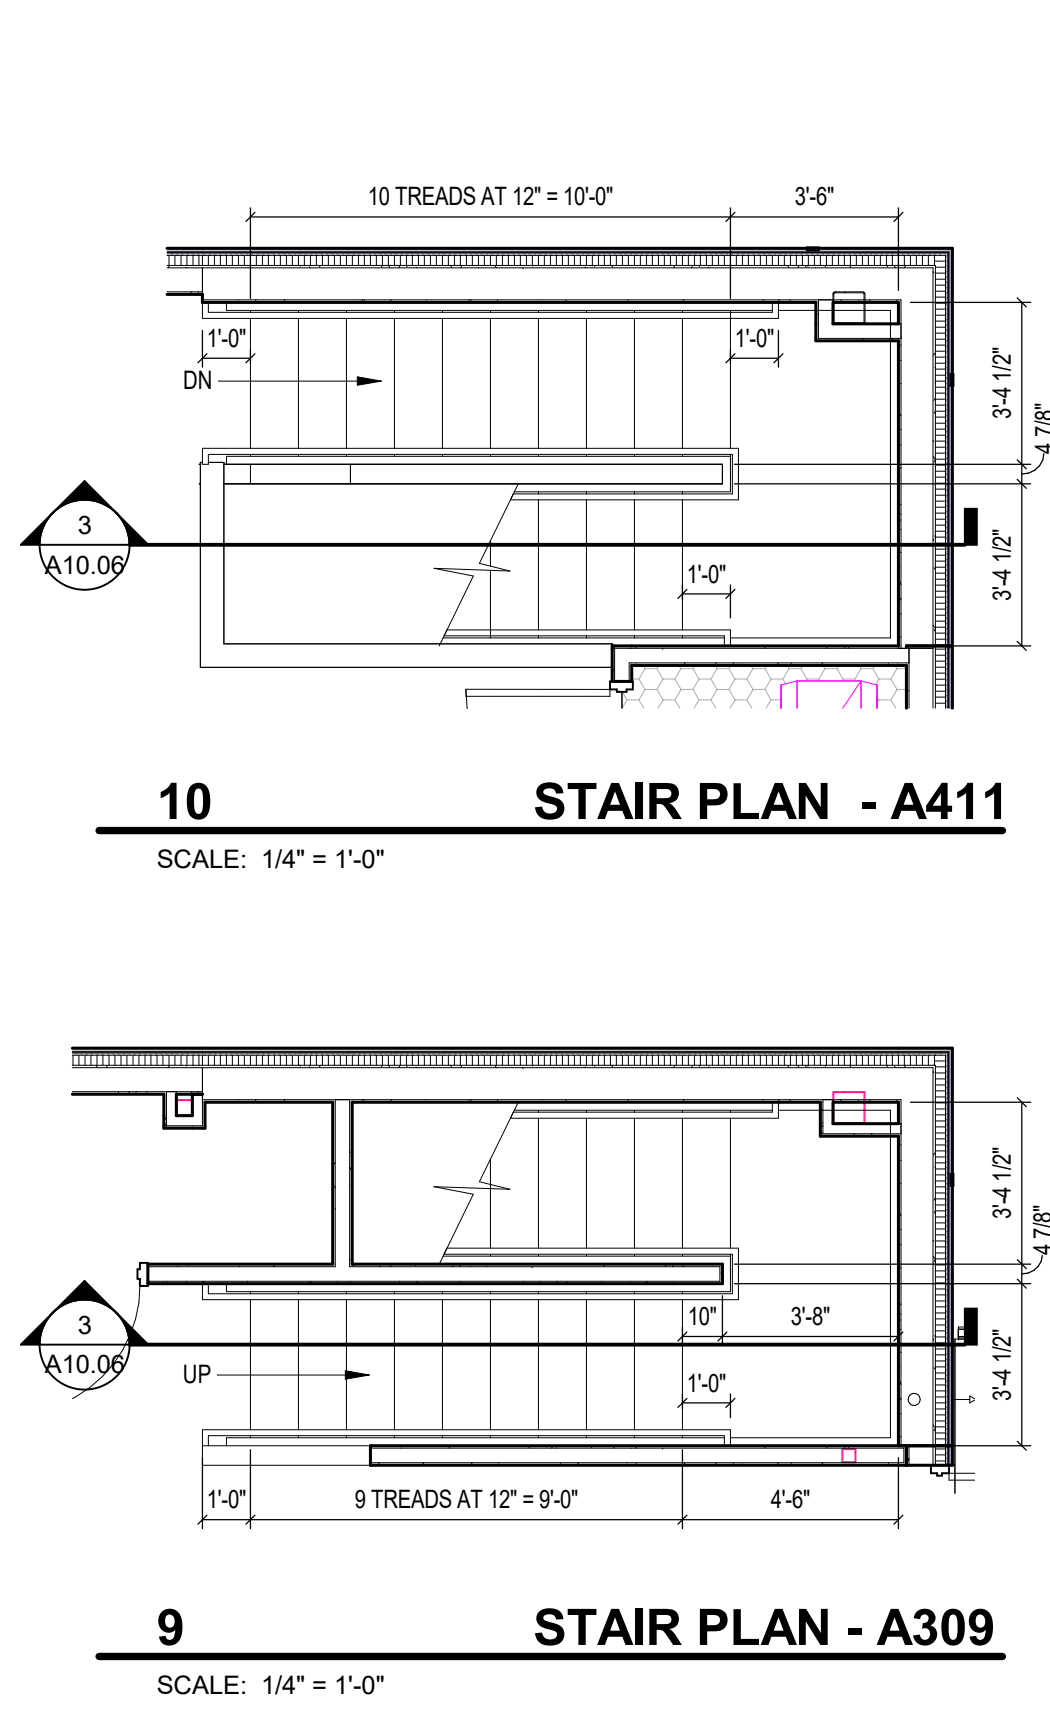 10 TREADS AT 12" = 10'-0"
3'-6"
1'-0"
1'-0"
DN
3'-4 1/2"
4 7/8"
3
A10.06
3'-4 1/2"
1'-0"
10
STAIR PLAN - A411
SCALE: 1/4" = 1'-0"
3'-4 1/2"
4 7/8"
3
A10.06
10"
3'-8"
UP
1'-0"
3'-4 1/2"
1'-0"
9 TREADS AT 12" = 9'-0"
4'-6"
9
STAIR PLAN - A309
SCALE: 1/4" = 1'-0"